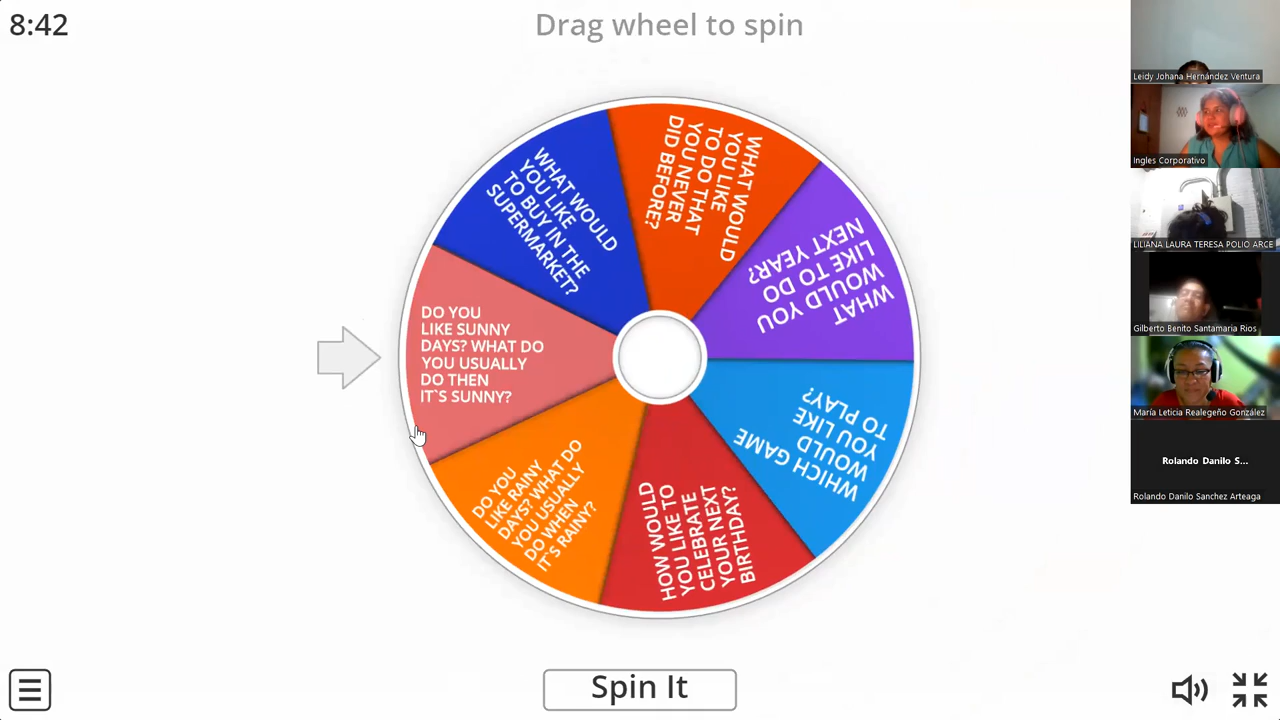 8:42
Drag wheel to spin
WHAT WOULD
YOU LIKE
TO DO THAT
YOU NEVER
DID BEFORE?
WHAT WOULD
YOU LIKE
TO BUY IN THE
SUPERMARKET?
WHAT
WOULD YOU
LIKE TO DO
NEXT YEAR?
DO YOU
LIKE SUNNY
DAYS? WHAT DO
YOU USUALLY
DO THEN
IT`S SUNNY?
WHICH GAME
WOULD
YOU LIKE
TO PLAY?
DO YOU
LIKE RAINY
DAYS? WHAT DO
YOU USUALLY
DO WHEN
IT`S RAINY?
HOW WOULD
YOU LIKE TO
CELEBRATE
YOUR NEXT
BIRTHDAY?
Spin It
Leidy Johana Hernández Ventura
Ingles Corporativo
LILIANA LAURA TERESA POLIO ARCE
Gilberto Benito Santamaria Rios
María Leticia Realegeño González
Rolando Danilo S...
Rolando Danilo Sanchez Arteaga